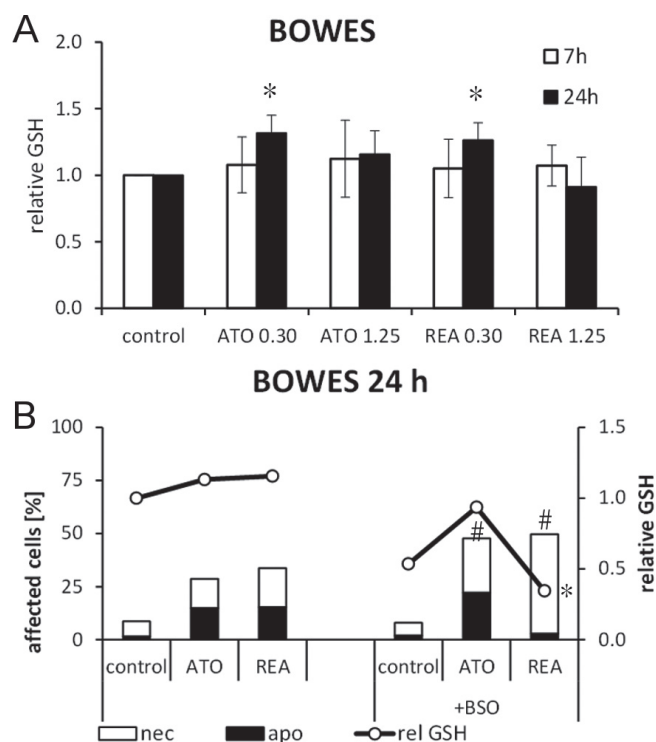 A
BOWES
2.0
1.5
1.0
0.5
0.0
relative GSH
7h
24h
*
*
control ATO 0.30 ATO 1.25 REA 0.30 REA 1.25
BOWES 24 h
B
100
75
50
25
0
affected cells [%]
1.5
1.0
0.5
0.0
relative GSH
#
#
*
control ATO REA control ATO REA
+BSO
nec apo rel GSH